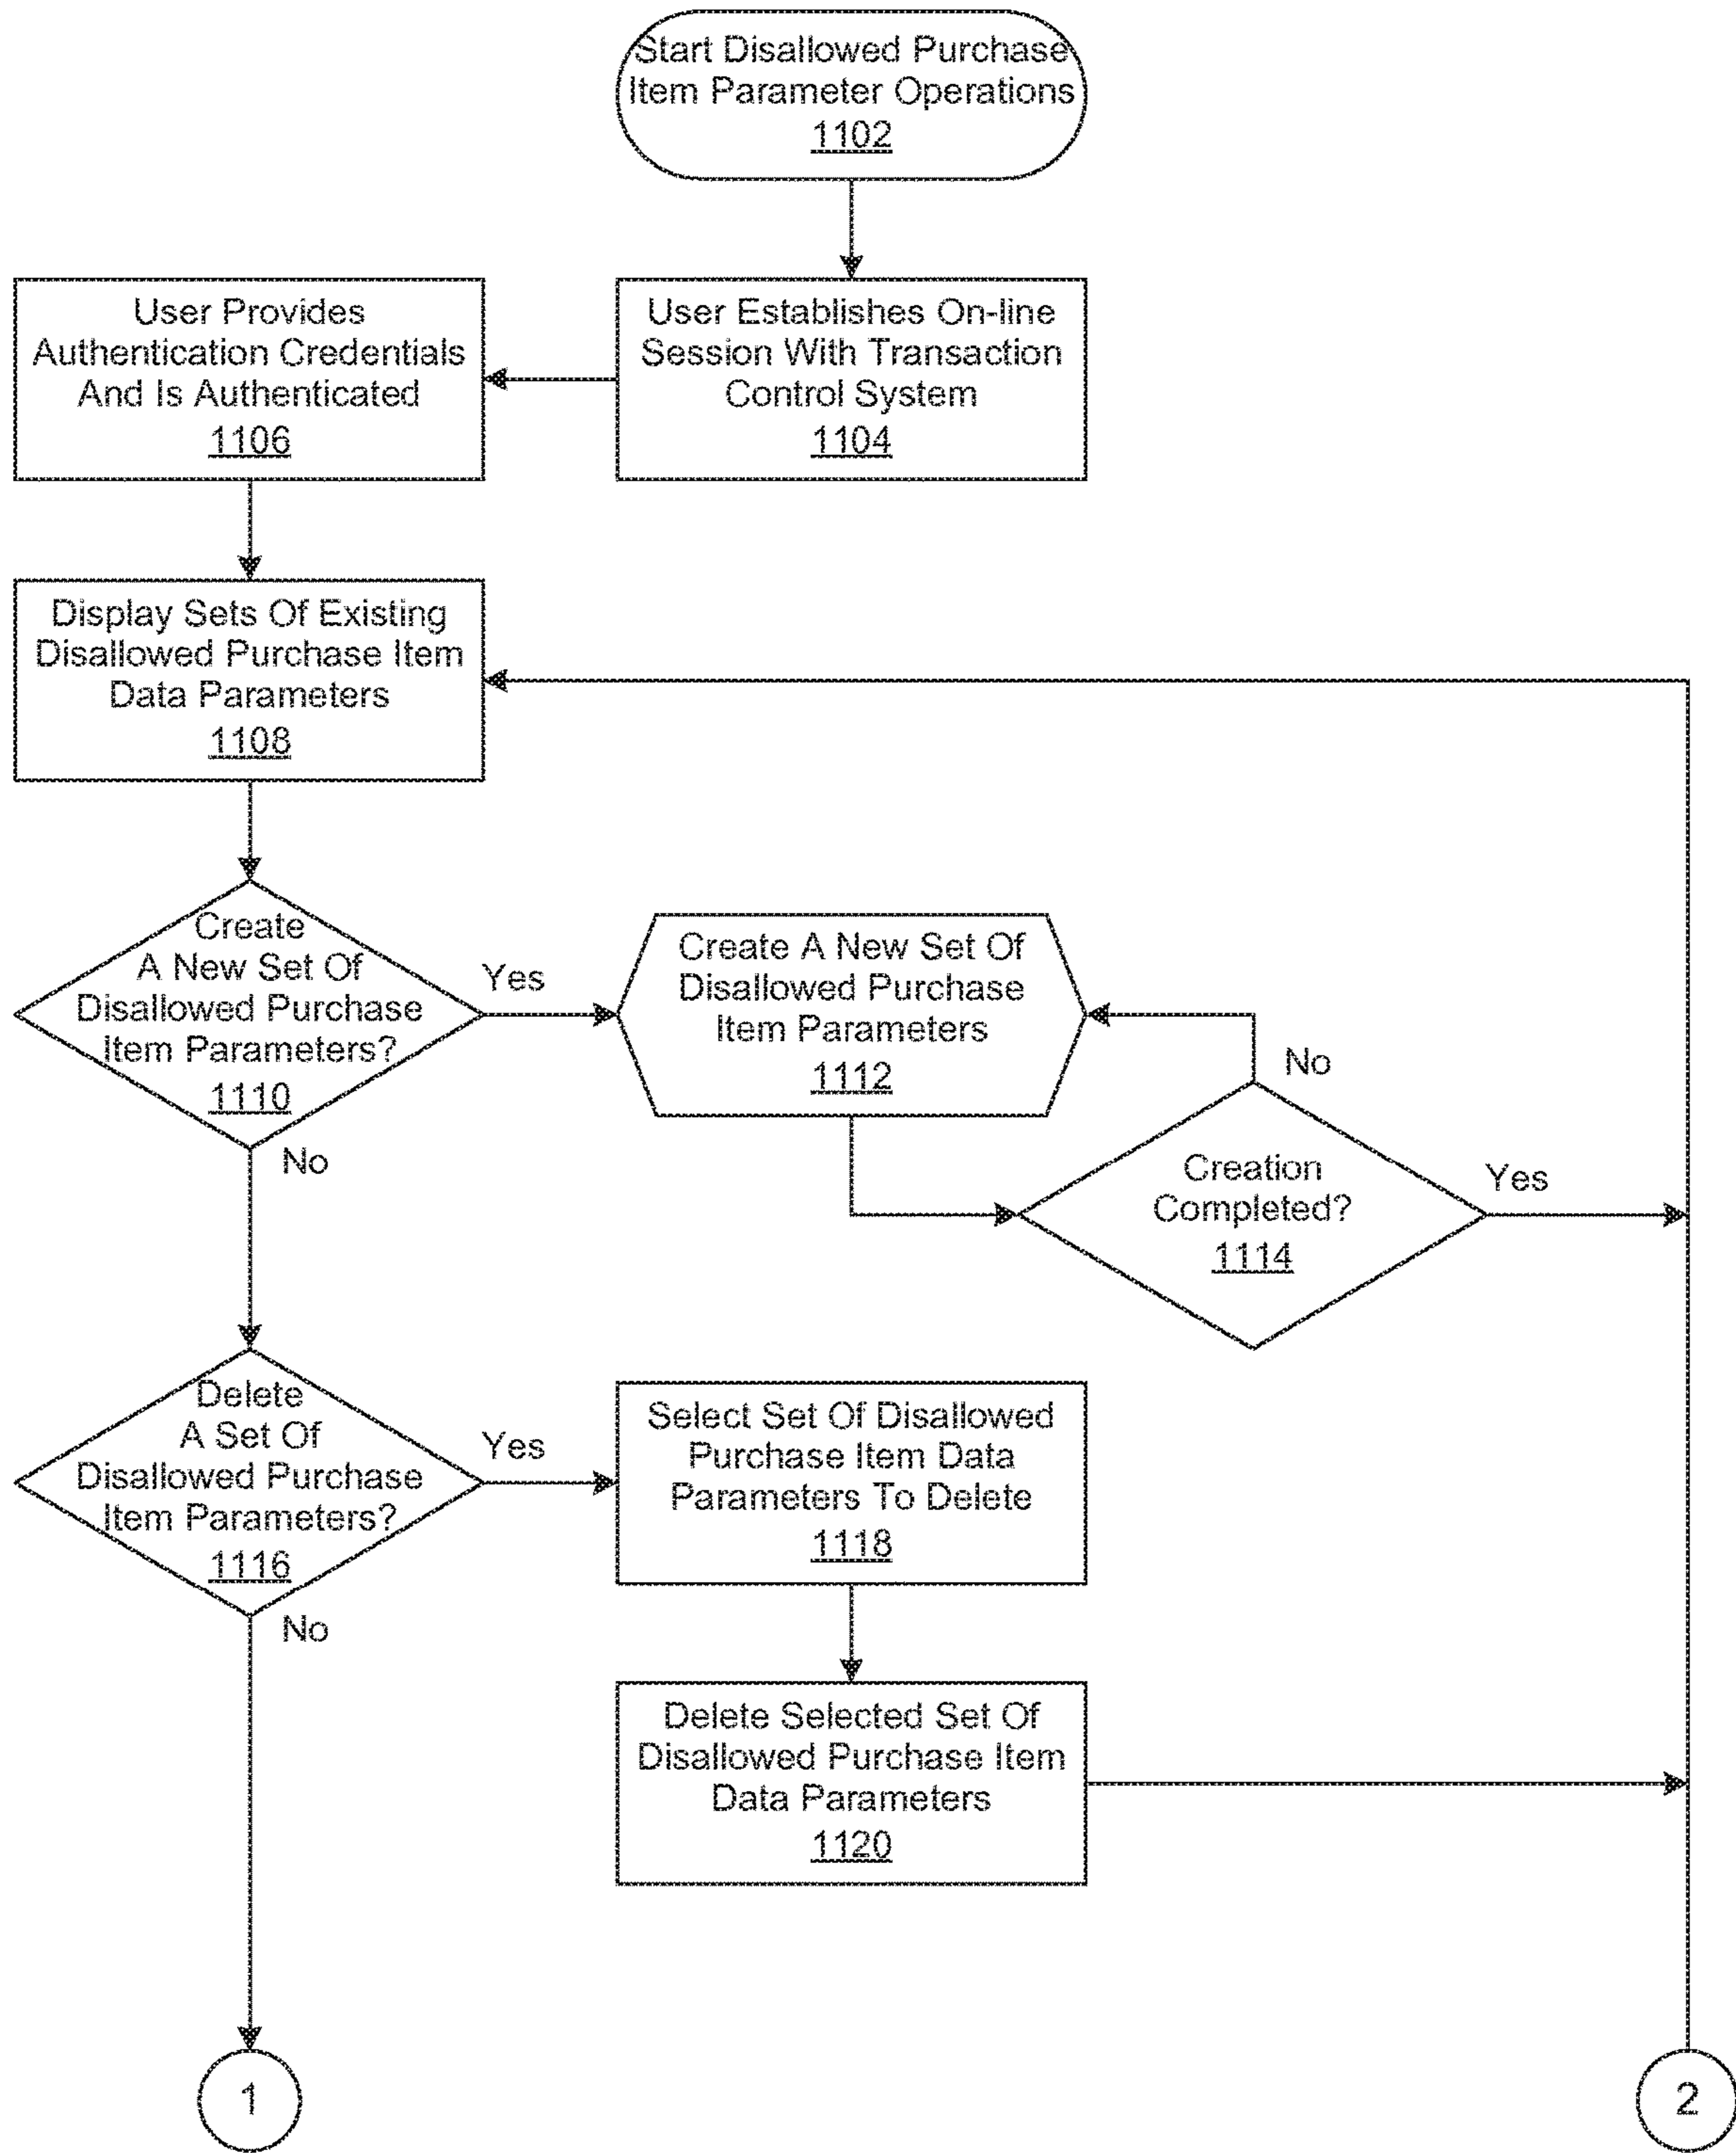 Start Disallowed Purchase
Item Parameter Operations
1102
User Establishes On-line
Session With Transaction
Control System
1104
User Provides
Authentication Credentials
And Is Authenticated
1106
Display Sets Of Existing
Disallowed Purchase Item
Data Parameters
1108
Create
A New Set Of
Disallowed Purchase
Item Parameters?
1110
Yes
No
Create A New Set Of
Disallowed Purchase
Item Parameters
1112
No
Creation
Completed?
1114
Yes
Delete
A Set Of
Disallowed Purchase
Item Parameters?
1116
Yes
No
Select Set Of Disallowed
Purchase Item Data
Parameters To Delete
1118
Delete Selected Set Of
Disallowed Purchase Item
Data Parameters
1120
1
2